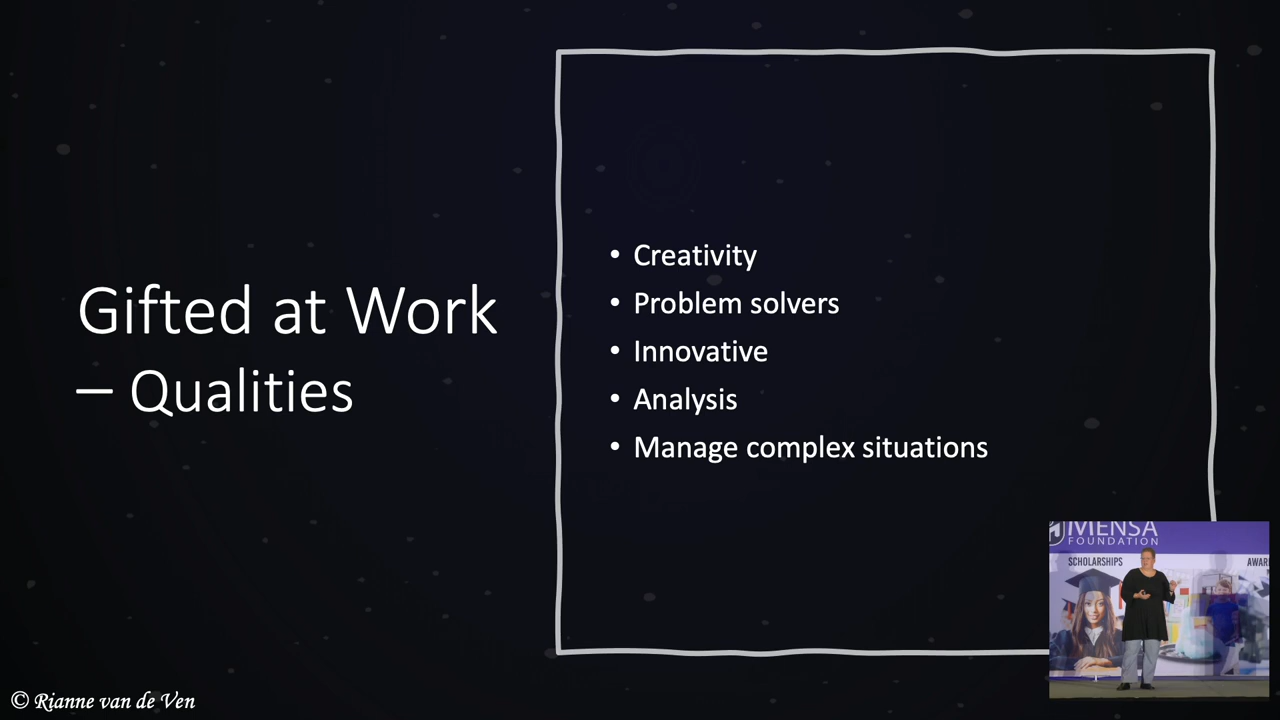 Gifted at Work
– Qualities
• Creativity
• Problem solvers
• Innovative
• Analysis
• Manage complex situations
MENSA
FOUNDATION
SCHOLARSHIPS
AWAR
© Rianne van de Ven